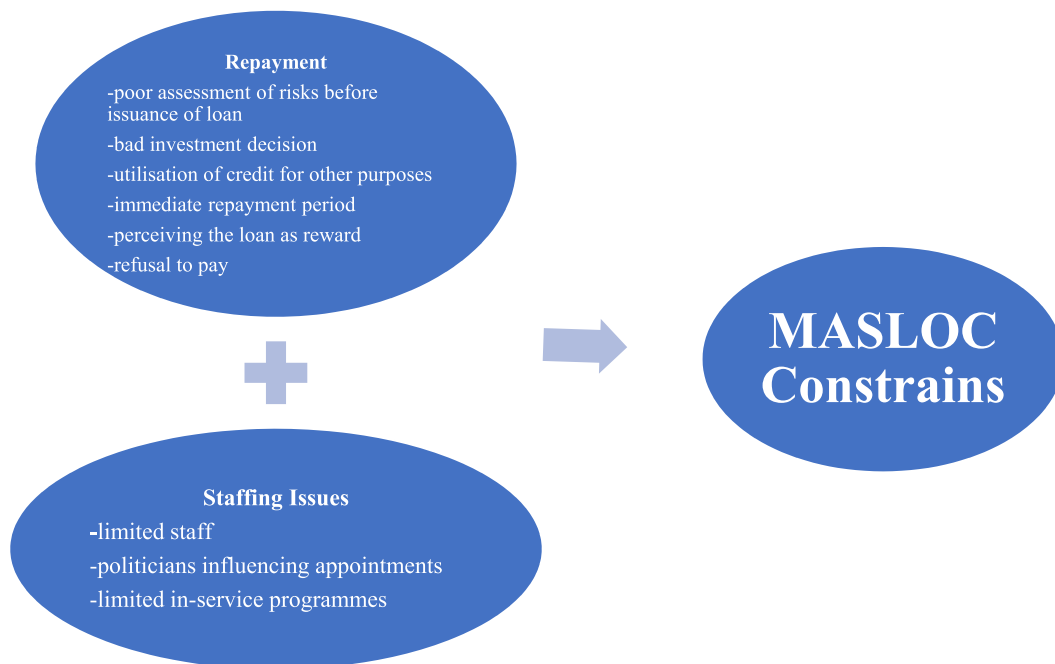 Repayment
-poor assessment of risks before
issuance of loan
-bad investment decision
-utilisation of credit for other purposes
-immediate repayment period
-perceiving the loan as reward
-refusal to pay
Staffing Issues
-limited staff
-politicians influencing appointments
-limited in-service programmes
MASLOC
Constrains